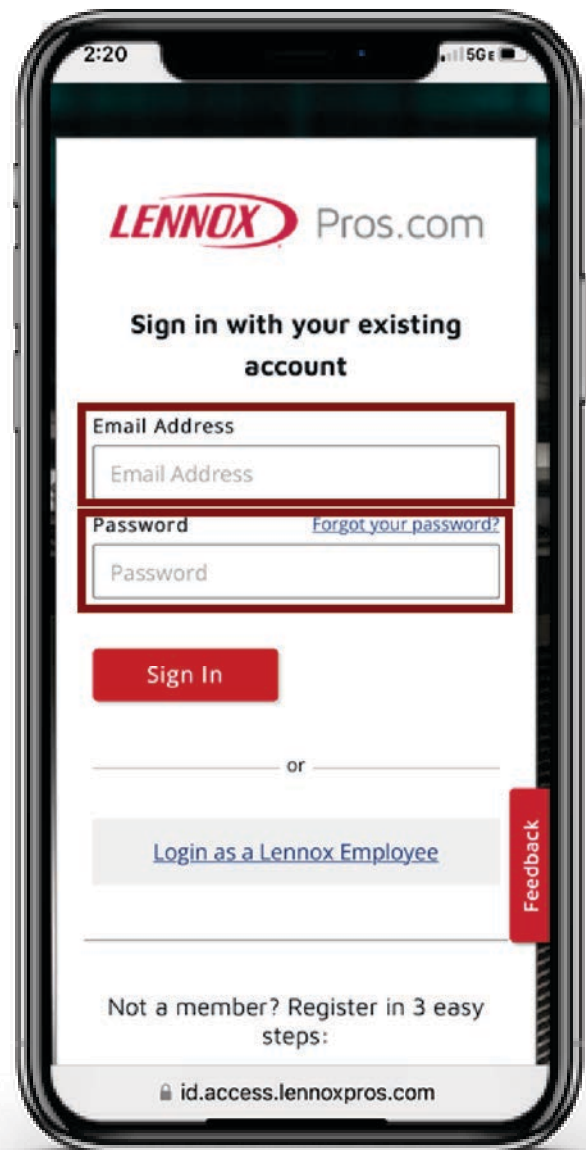 2:20
5GE
LENNOX Pros.com
Sign in with your existing
account
Email Address
Email Address
Password Forgot your password?
Password
Sign In
or
Login as a Lennox Employee
Feedback
Not a member? Register in 3 easy
steps:
id.access.lennoxpros.com